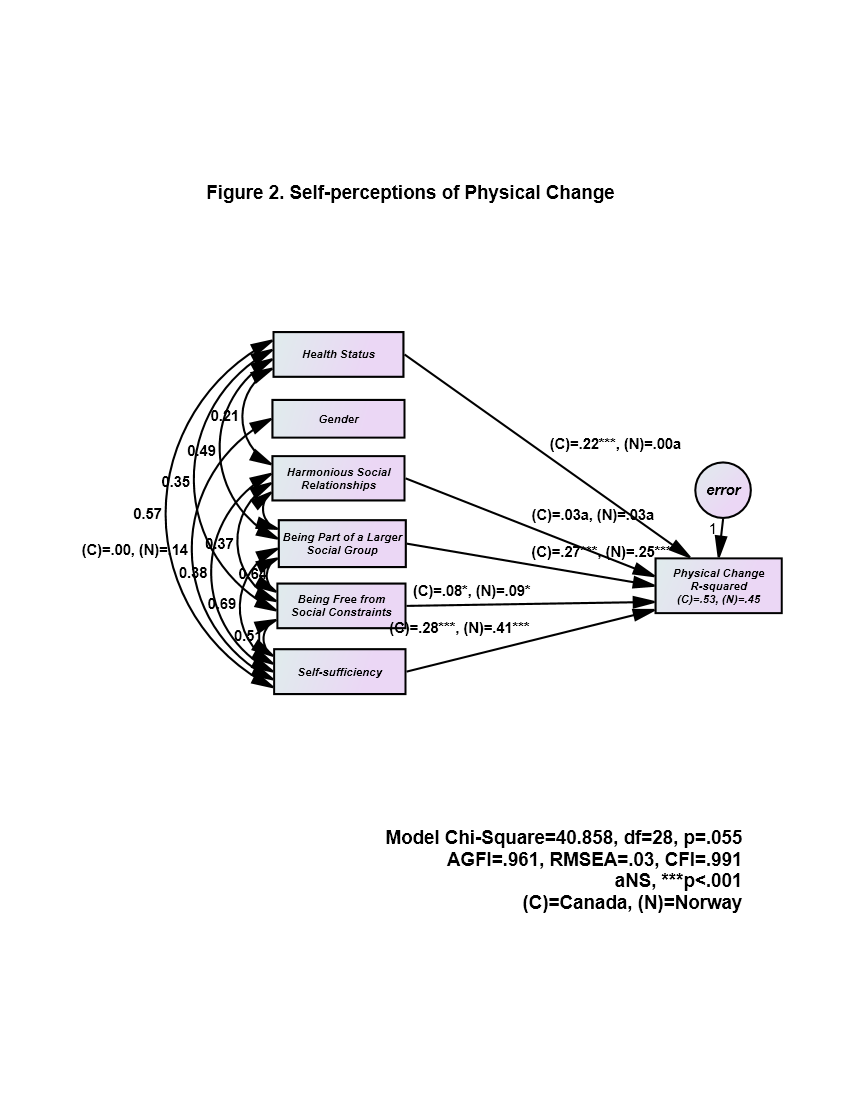 Figure 2. Self-perceptions of Physical Change
Health Status
0.21
Gender
(C)=.22***, (N)=.00a
0.49
Harmonious Social
Relationships
0.35
error
0.57
(C)=.03a, (N)=.03a
1
Being Part of a Larger
Social Group
0.37
(C)=.00, (N)=.14
(C)=.27***, (N)=.25***
0.38
Physical Change
R-squared
(C)=.53, (N)=.45
(C)=.08*, (N)=.09*
Being Free from
Social Constraints
0.69
(C)=.28***, (N)=.41***
0.51
Self-sufficiency
Model Chi-Square=40.858, df=28, p=.055
AGFI=.961, RMSEA=.03, CFI=.991
aNS, ***p<.001
(C)=Canada, (N)=Norway